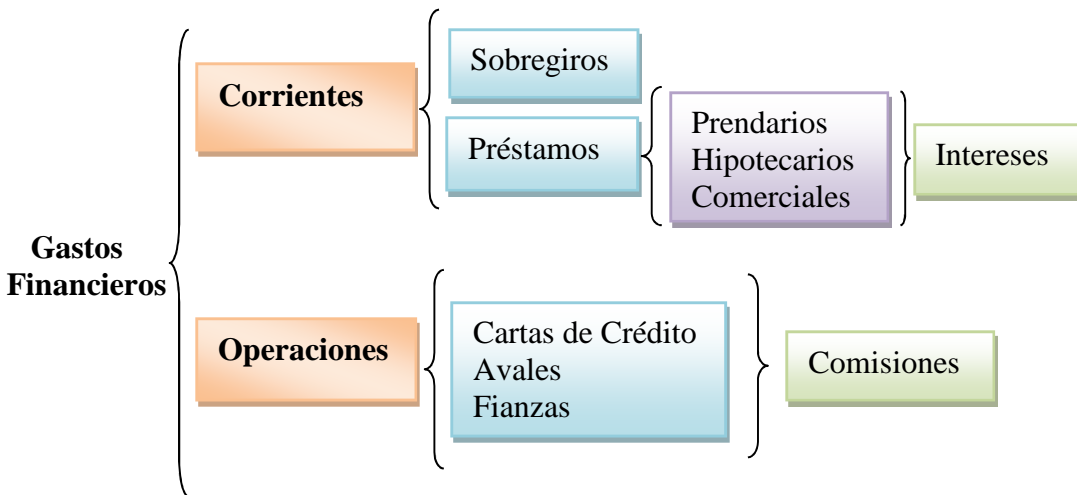 Gastos
Financieros
Corrientes
Sobregiros
Préstamos
Prendarios
Hipotecarios
Comerciales
Intereses
Operaciones
Cartas de Crédito
Avales
Fianzas
Comisiones